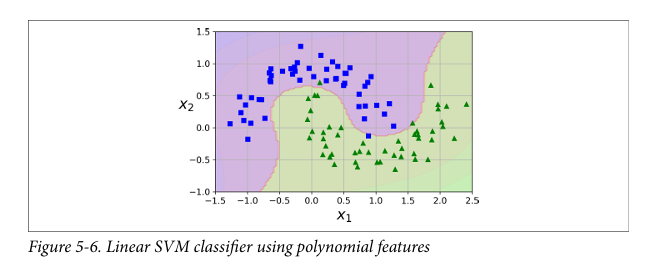 1.5
1.0
0.5
x2
0.0
−0.5
−1.0
−1.5 −1.0 −0.5 0.0 0.5 1.0 1.5 2.0 2.5
x1
Figure 5-6. Linear SVM classifier using polynomial features